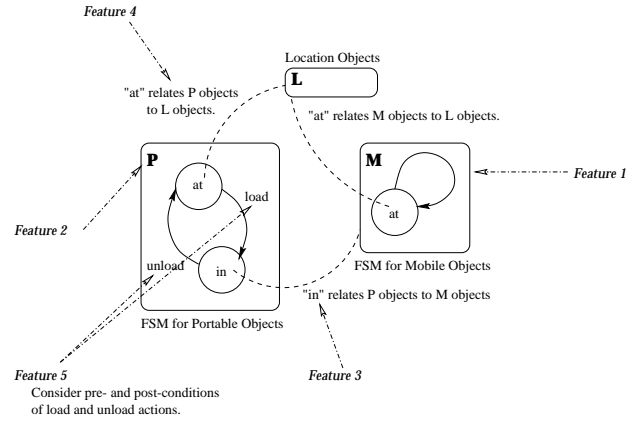 Feature 4
Location Objects
L
"at" relates P objects
to L objects.
"at" relates M objects to L objects.
P
M
at
load
at
Feature 1
Feature 2
unload
in
FSM for Mobile Objects
"in" relates P objects to M objects
FSM for Portable Objects
Feature 5
Feature 3
Consider pre- and post-conditions
of load and unload actions.